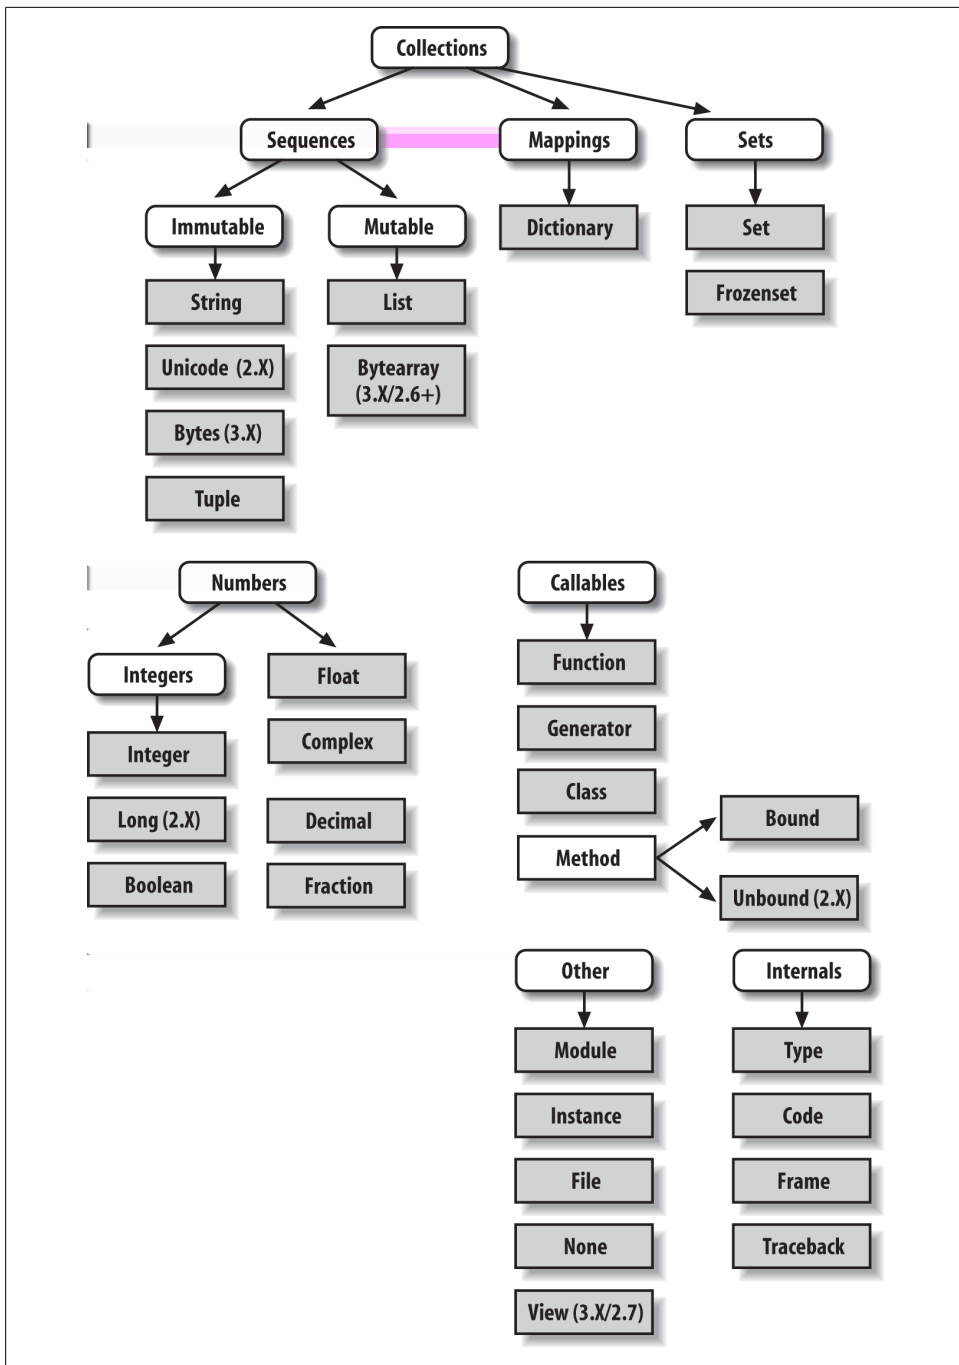 Collections
Sequences
Mappings
Sets
Immutable
Mutable
Dictionary
Set
String
List
Frozenset
Unicode (2.X)
Bytearray
(3.X/2.6+)
Bytes (3.X)
Tuple
Numbers
Callables
Integers
Float
Function
Integer
Complex
Generator
Long (2.X)
Decimal
Class
Bound
Boolean
Fraction
Method
Unbound (2.X)
Other
Internals
Module
Type
Instance
Code
File
Frame
None
Traceback
View (3.X/2.7)